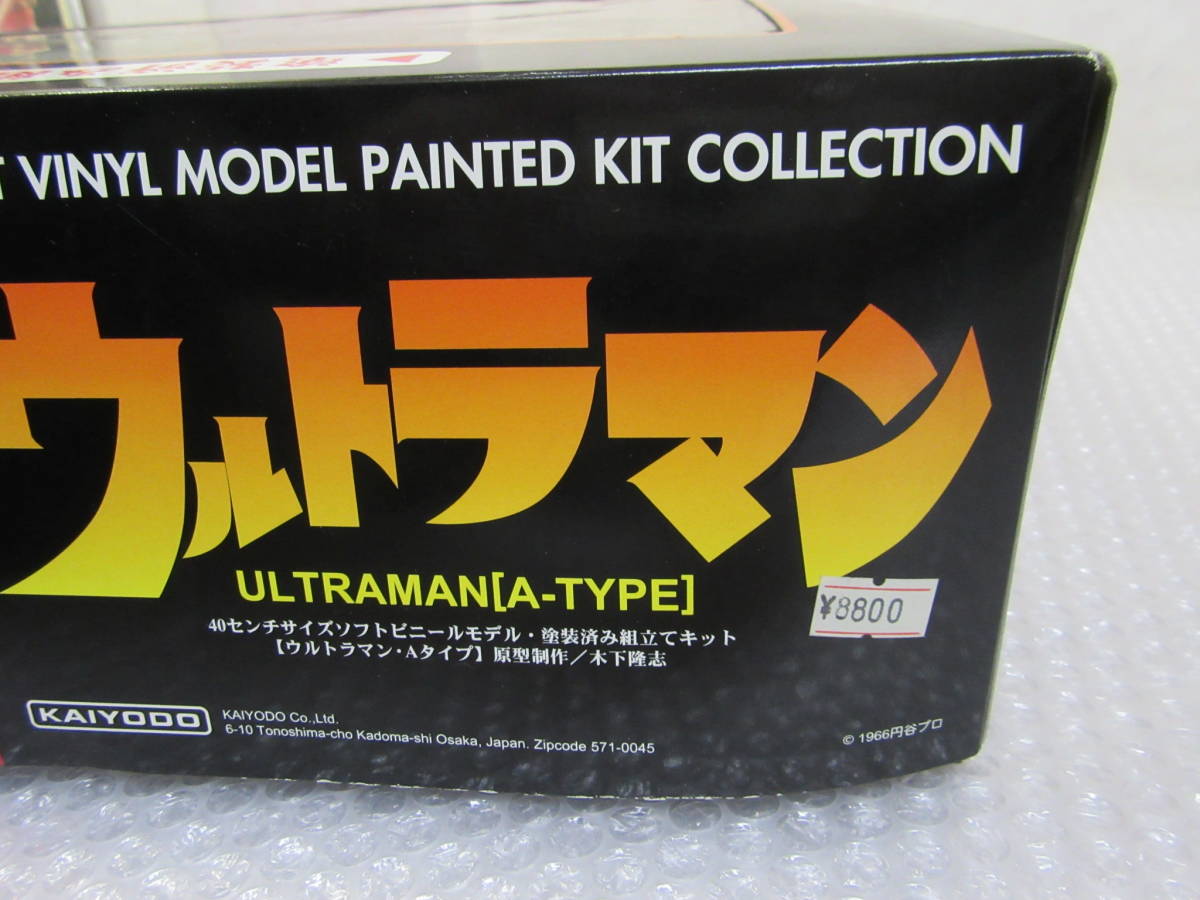 VINYL MODEL PAINTED KIT COLLECTION
ウルトラマン
ULTRAMAN[A-TYPE]
¥8800
40センチサイズソフトビニールモデル・塗装済み組立てキット
【ウルトラマン・Aタイプ】原型制作／木下隆志
KAIYODO
KAIYODO Co.,Ltd.
6-10 Tonoshima-cho Kadoma-shi Osaka, Japan. Zipcode 571-0045
© 1966円谷プロ